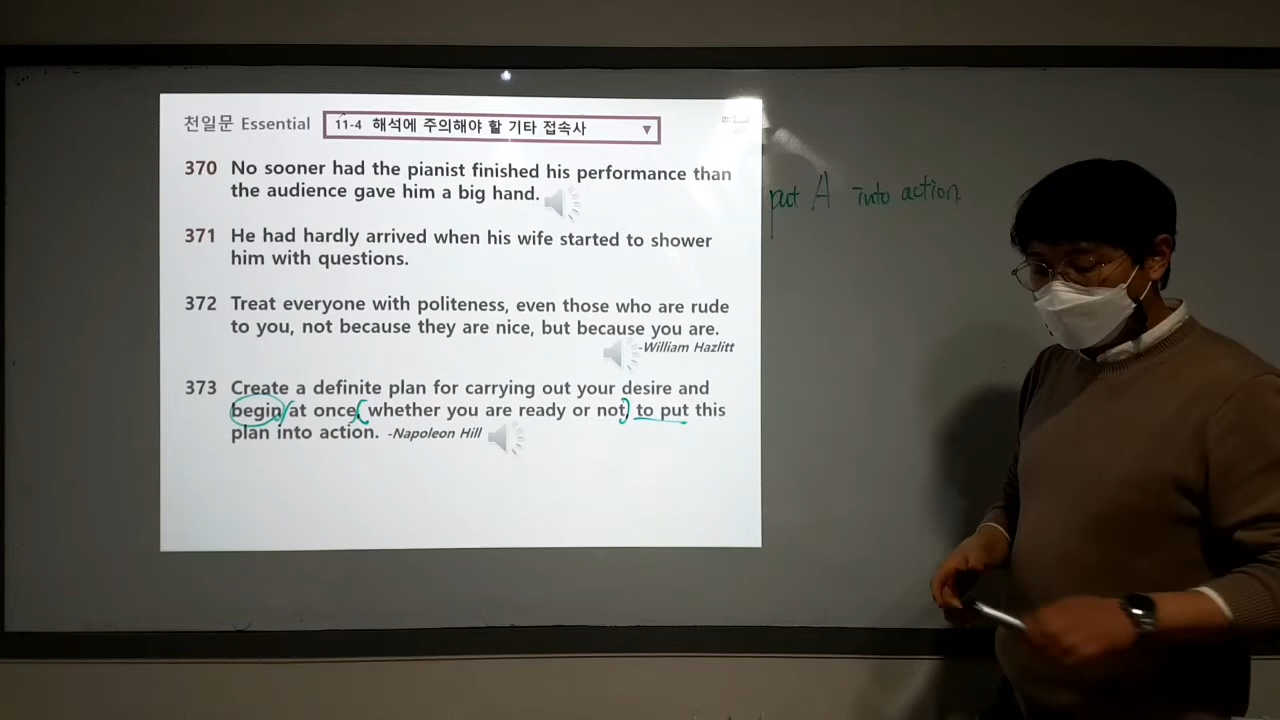 천일문 Essential 11-4 해석에 주의해야 할 기타 접속사 ▼
370 No sooner had the pianist finished his performance than
the audience gave him a big hand.
put A into action.
371 He had hardly arrived when his wife started to shower
him with questions.
372 Treat everyone with politeness, even those who are rude
to you, not because they are nice, but because you are.
-William Hazlitt
373 Create a definite plan for carrying out your desire and
begin/at once(whether you are ready or not) to put this
plan into action. -Napoleon Hill